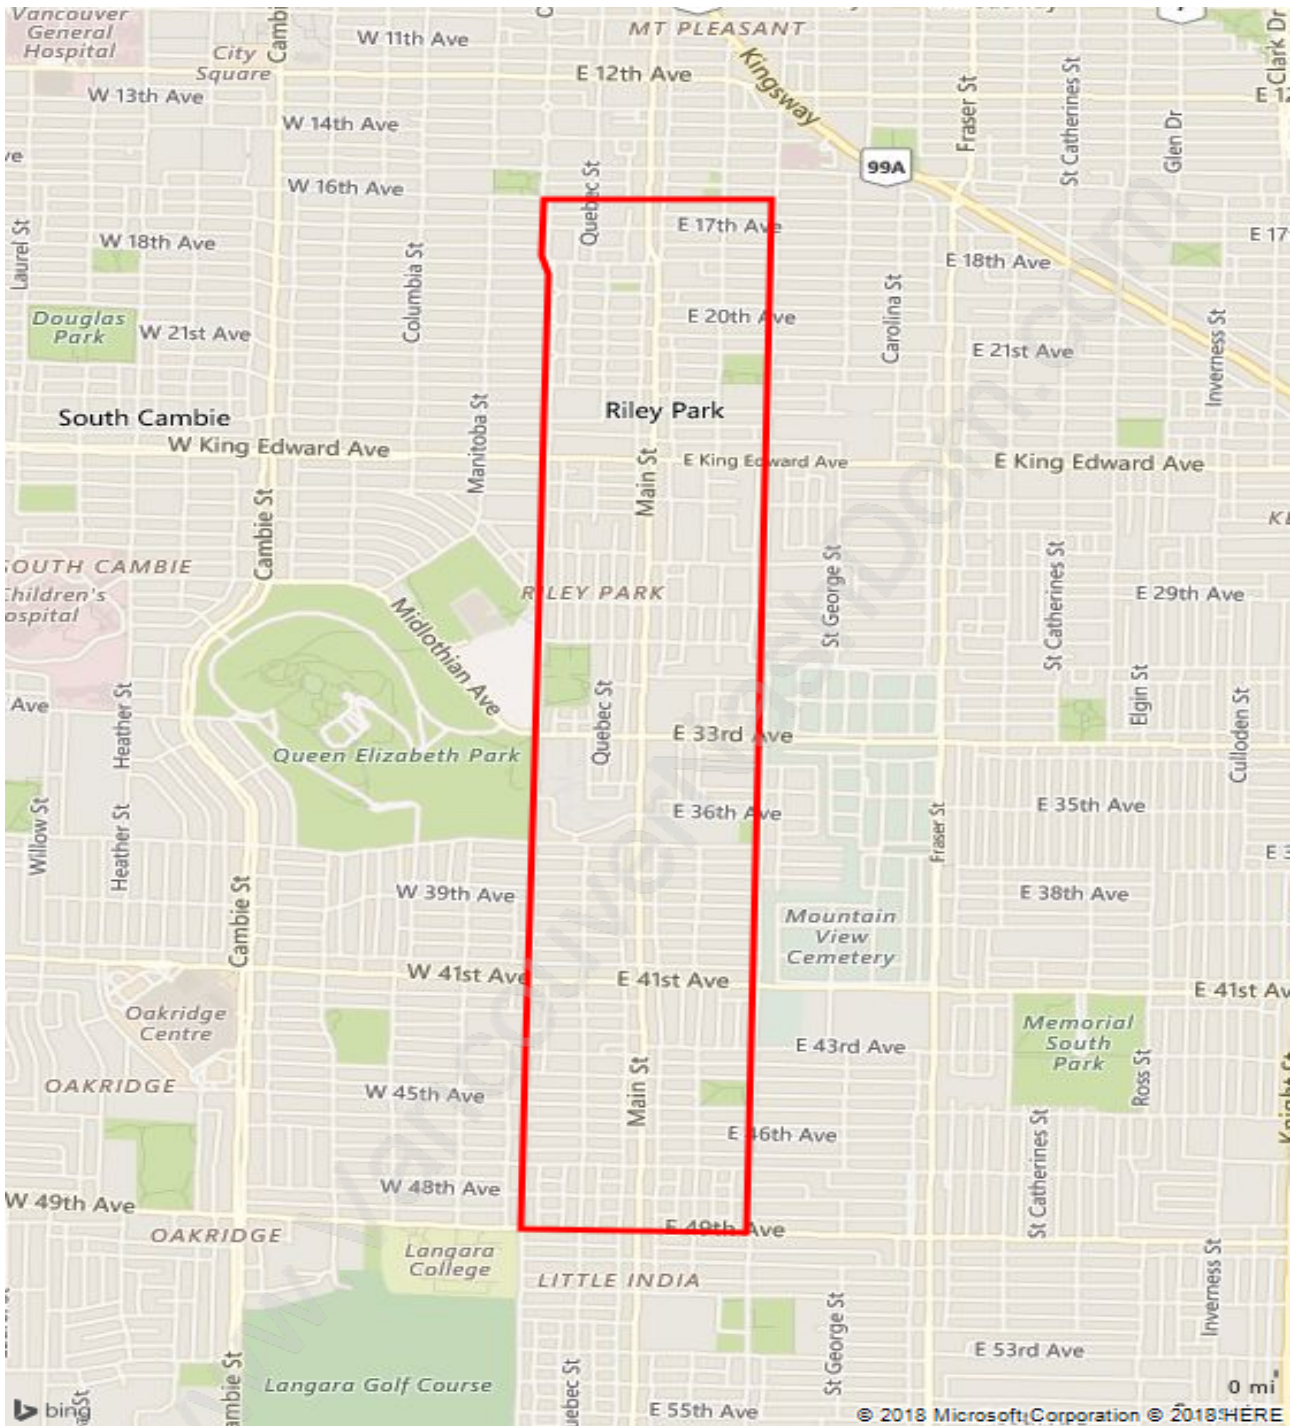 Vancouver
General
Hospital
W 11th Ave
MT PLEASANT
City
Square
E 12th Ave
Kingsway
Clark Dr
W 13th Ave
W 14th Ave
Fraser St
St Catherines St
Glen Dr
99A
W 16th Ave
Quebec St
E 17th Ave
Laurel St
W 18th Ave
Columbia St
E 18th Ave
E 17
Carolina St
Douglas
Park
W 21st Ave
E 20th Ave
E 21st Ave
Inverness St
South Cambie
Manitoba St
Riley Park
W King Edward Ave
Main St
E King Edward Ave
E King Edward Ave
Cambie St
SOUTH CAMBIE
Children's
RILEY PARK
St George St
St Catherines St
E 29th Ave
Midlothian Ave
Ave
Heather St
Quebec St
E 33rd Ave
Elgin St
Culloden St
Queen Elizabeth Park
Willow St
Heather St
E 36th Ave
Fraser St
E 35th Ave
Cambie St
W 39th Ave
E 38th Ave
Mountain
View
Cemetery
W 41st Ave
E 41st Ave
E 41st Av
Oakridge
Centre
E 43rd Ave
Memorial
South
Park
Ross St
OAKRIDGE
W 45th Ave
Main St
E 46th Ave
St Catherines St
Knight St
W 48th Ave
W 49th Ave
E 49th Ave
OAKRIDGE
Langara
College
LITTLE INDIA
Inverness St
St George St
E 53rd Ave
Langara Golf Course
0 mi
bing
E 55th Ave
© 2018 Microsoft Corporation © 2018 HERE